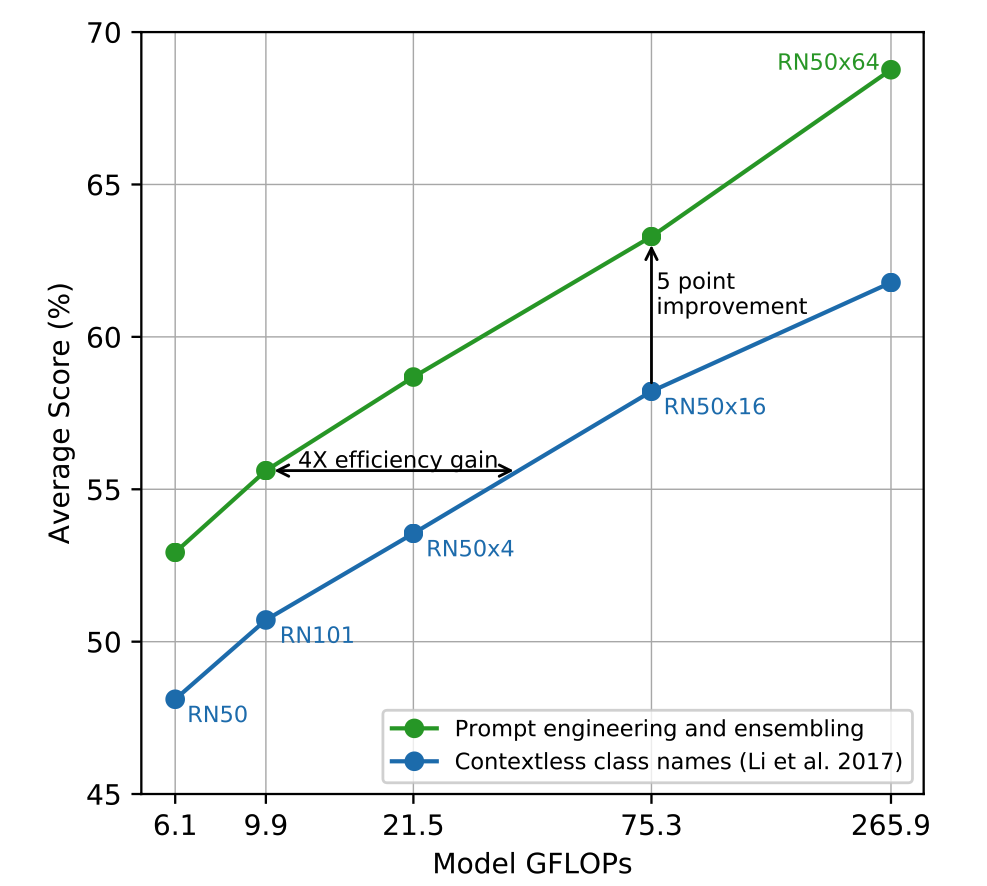 70
RN50x64
65
5 point
improvement
60
RN50x16
4X efficiency gain
55
RN50x4
RN101
50
RN50
Prompt engineering and ensembling
Contextless class names (Li et al. 2017)
45
6.1 9.9 21.5 75.3 265.9
Model GFLOPs
Average Score (%)